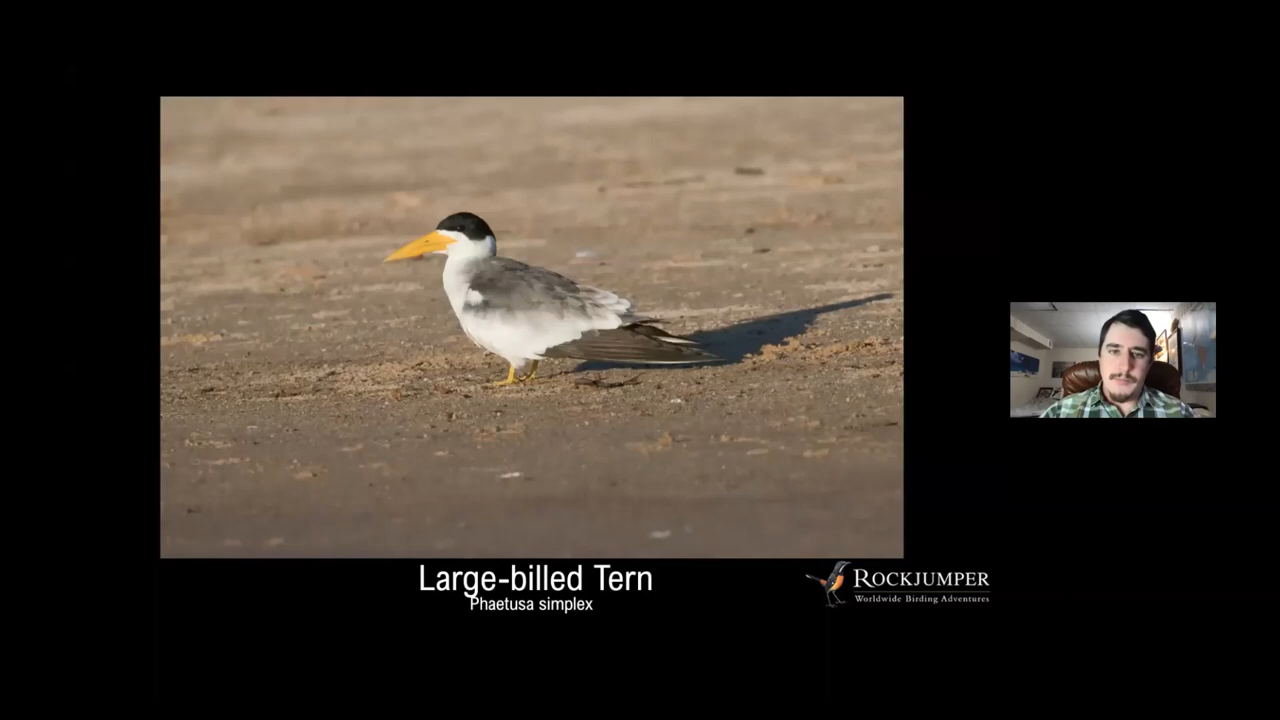 Large-billed Tern
Phaetusa simplex
ROCKJUMPER
Worldwide Birding Adventures